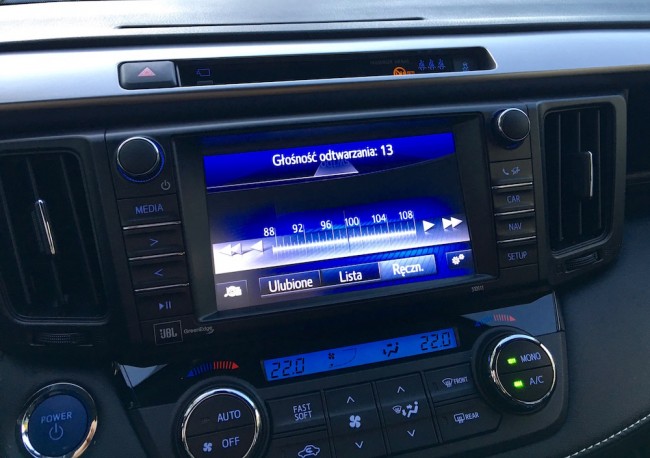 Głośność odtwarzania: 13
MEDIA
CAR
NAV
SETUP
88 92 96 100 104 108
Ulubione Lista Ręczn.
JBL GreenEdge
22.0 22.0
POWER
AUTO
OFF
FAST
SOFT
FRONT
REAR
MONO
A/C